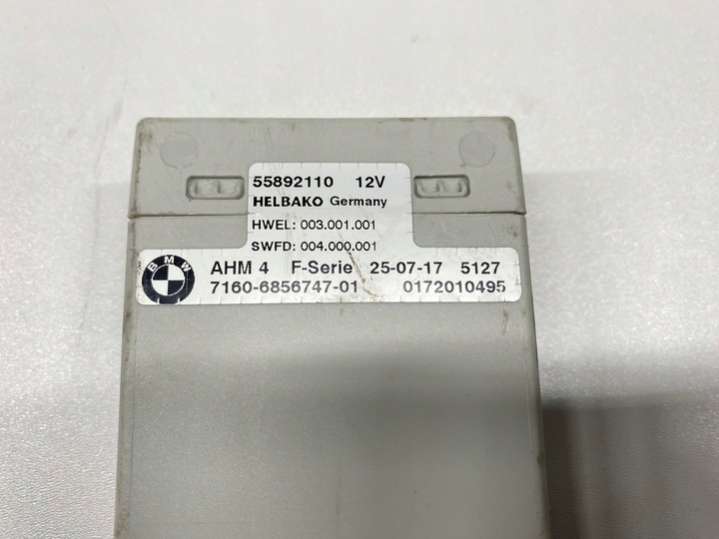 55892110 12V
HELBAKO Germany
HWEL: 003.001.001
SWFD: 004.000.001
BMW
AHM 4 F-Serie 25-07-17 5127
7160-6856747-01 0172010495